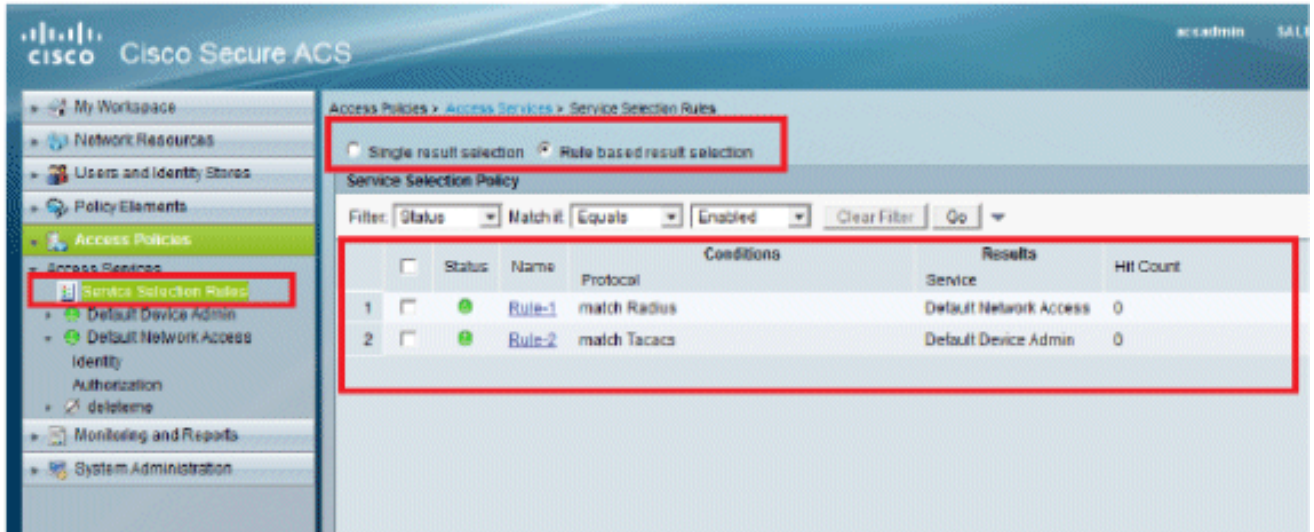 CISCO Cisco Secure ACS
acsadmin
My Workspace
Network Resources
Users and Identity Stores
Policy Elements
Access Policies
Access Services
Service Selection Rules
Default Device Admin
Default Network Access
Identity
Authorization
deleteme
Monitoring and Reports
System Administration
Access Policies > Access Services > Service Selection Rules
Single result selection Rule based result selection
Service Selection Policy
Filter: Status Match if: Equals Enabled Clear Filter Go
Conditions Results
Status Name Protocol Service Hit Count
1 Rule-1 match Radius Default Network Access 0
2 Rule-2 match Tacacs Default Device Admin 0